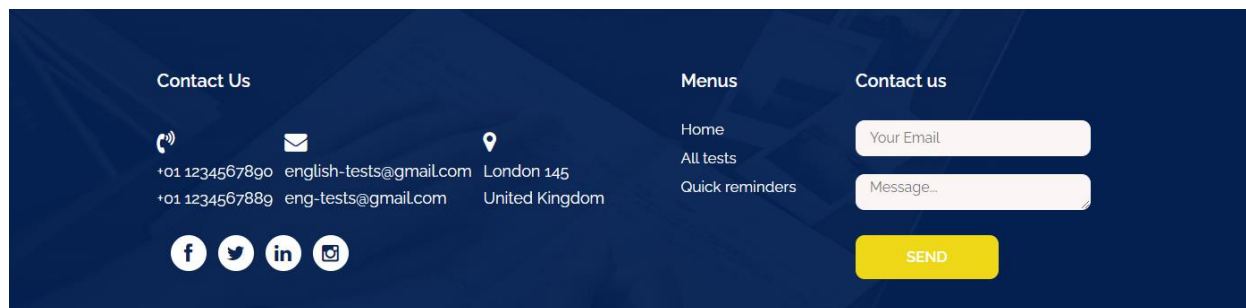 Contact Us
+01 1234567890
+01 1234567889
english-tests@gmail.com
eng-tests@gmail.com
London 145
United Kingdom
Menus
Home
All tests
Quick reminders
Contact us
Your Email
Message...
SEND